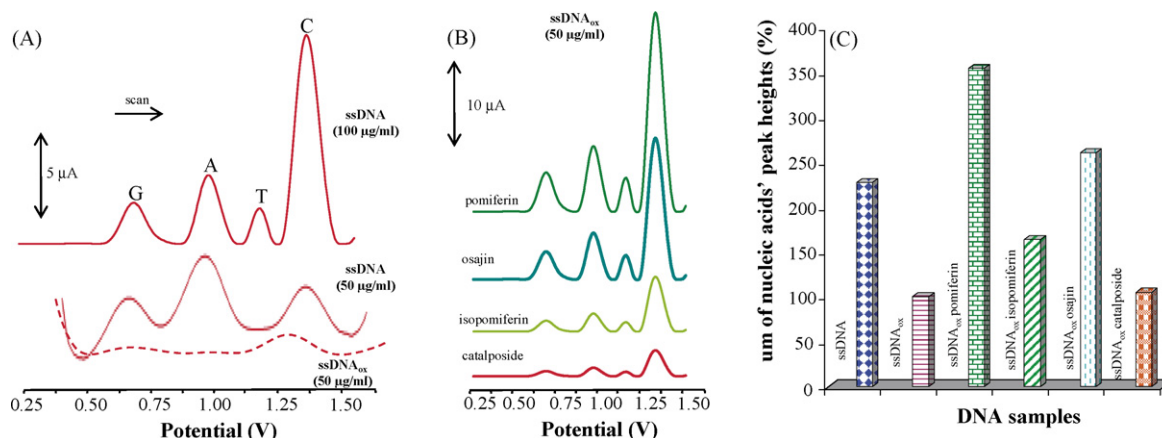 (A)
scan
5 µA
G
A
T
C
ssDNA
(100 µg/ml)
ssDNA
(50 µg/ml)
ssDNAox
(50 µg/ml)
0.25 0.50 0.75 1.00 1.25 1.50
Potential (V)
(B)
ssDNAox
(50 µg/ml)
10 µA
pomiferin
osajin
isopomiferin
catalposide
0.25 0.50 0.75 1.00 1.25 1.50
Potential (V)
(C)
um of nucleic acids' peak heights (%)
400
350
300
250
200
150
100
50
0
ssDNA
ssDNAox
ssDNAox pomiferin
ssDNAox isopomiferin
ssDNAox osajin
ssDNAox catalposide
DNA samples